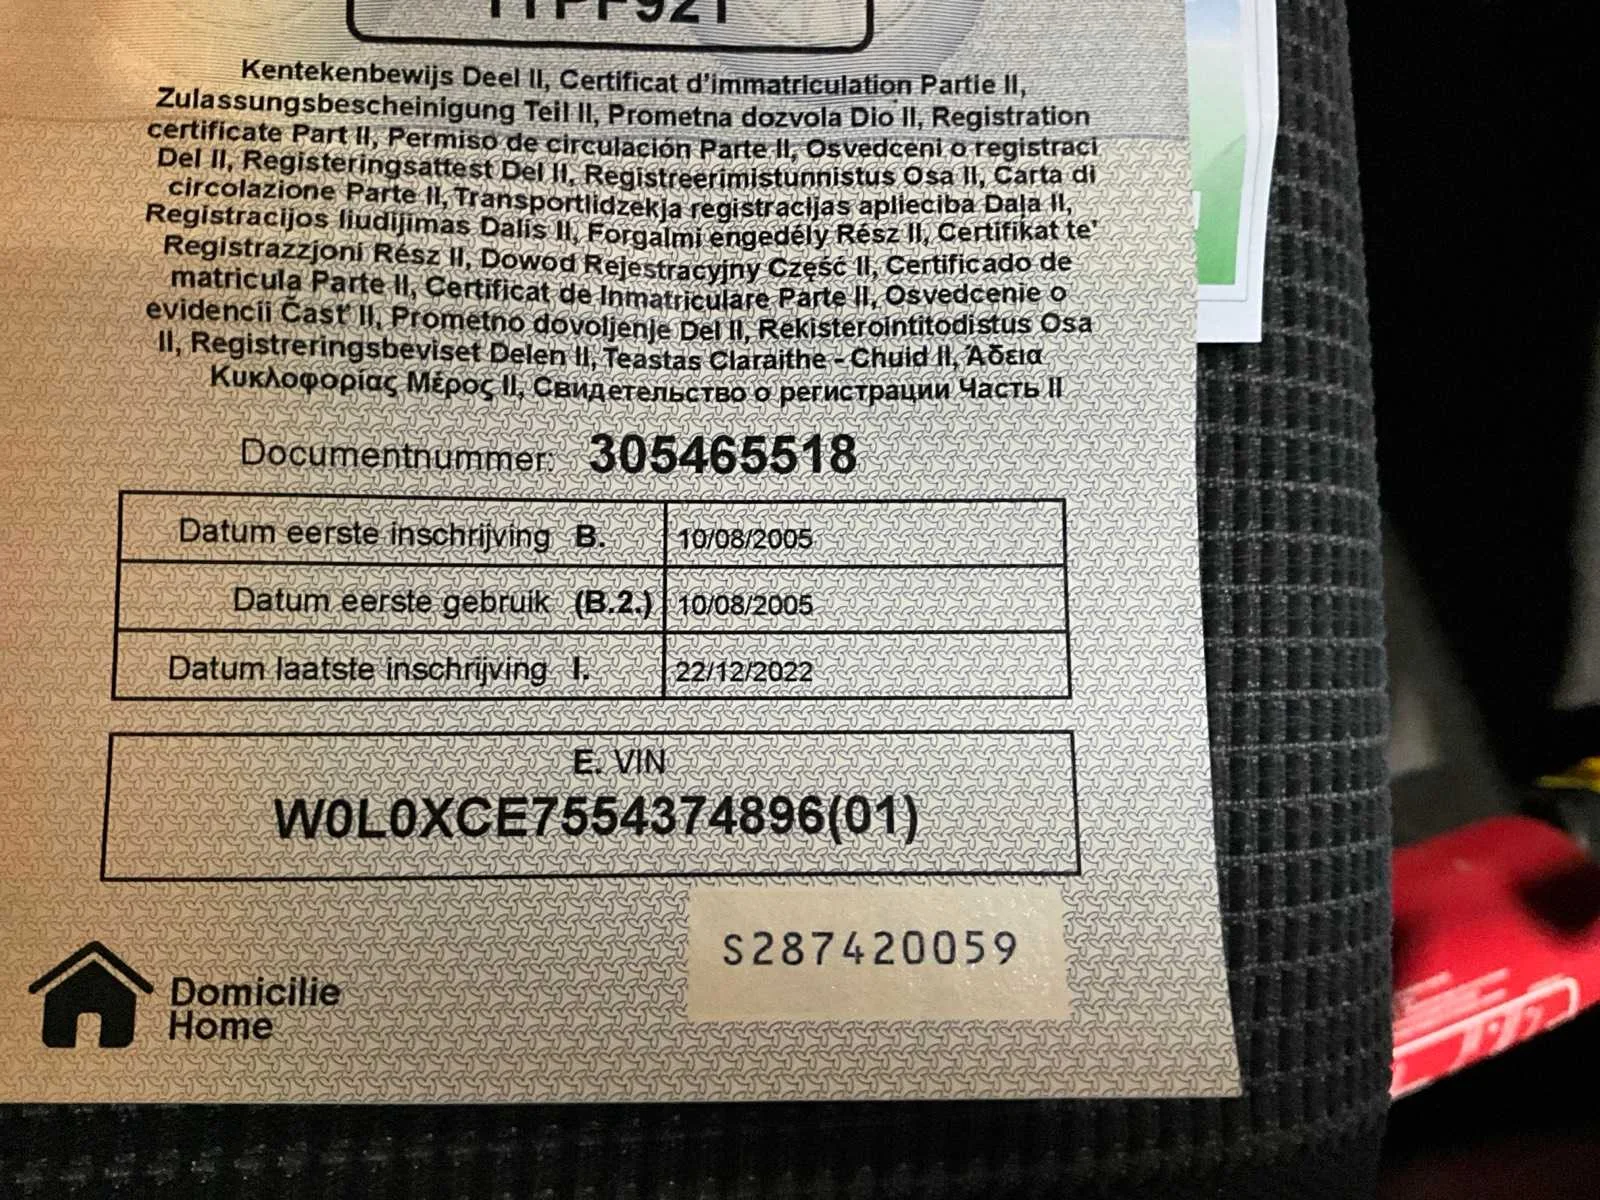 1TPF921
Kentekenbewijs Deel II, Certificat d'immatriculation Partie II,
Zulassungsbescheinigung Teil II, Prometna dozvola Dio II, Registration
certificate Part II, Permiso de circulación Parte II, Osvedceni o registraci
Del II, Registeringsattest Del II, Registreerimistunnistus Osa II, Carta di
circolazione Parte II, Transportlidzekja registracijas aplieciba Daļa II,
Registracijos liudijimas Dalis II, Forgalmi engedély Rész II, Certifikat te'
Registrazzjoni Rész II, Dowod Rejestracyjny Część II, Certificado de
matricula Parte II, Certificat de Inmatriculare Parte II, Osvedcenie o
evidencii Časť II, Prometno dovoljenje Del II, Rekisterointitodistus Osa
II, Registreringsbeviset Delen II, Teastas Claraithe - Chuid II, Άδεια
Κυκλοφορίας Μέρος II, Свидетельство о регистрации Часть II
Documentnummer: 305465518
Datum eerste inschrijving B. 10/08/2005
Datum eerste gebruik (B.2.) 10/08/2005
Datum laatste inschrijving I. 22/12/2022
E. VIN
W0L0XCE7554374896(01)
S287420059
Domicilie
Home